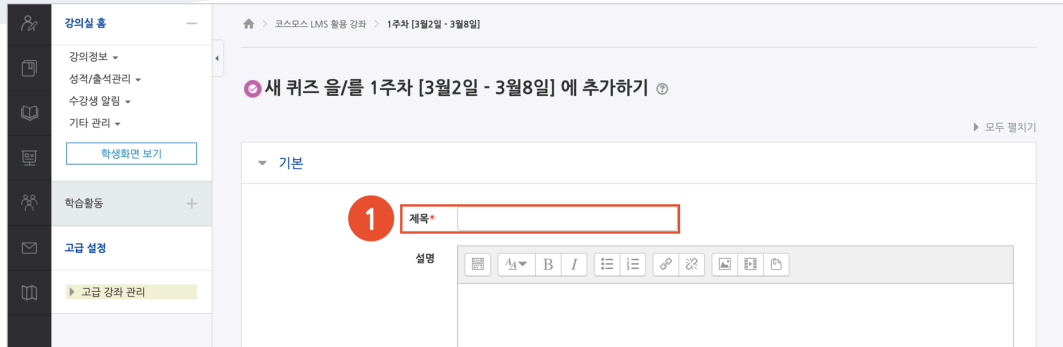 강의실 홈
코스모스 LMS 활용 강좌 > 1주차 [3월2일 - 3월8일]
강의정보
성적/출석관리
수강생 알림
기타 관리
학생화면 보기
학습활동
고급 설정
고급 강좌 관리
새 퀴즈 을/를 1주차 [3월2일 - 3월8일] 에 추가하기
모두 펼치기
기본
1 제목*
설명
B I